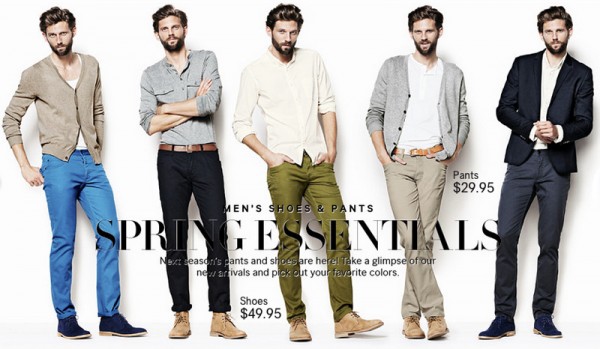 MEN'S SHOES & PANTS
SPRING ESSENTIALS
Next season's pants and shoes are here! Take a glimpse of our
new arrivals and pick out your favorite colors.
Pants
$29.95
Shoes
$49.95